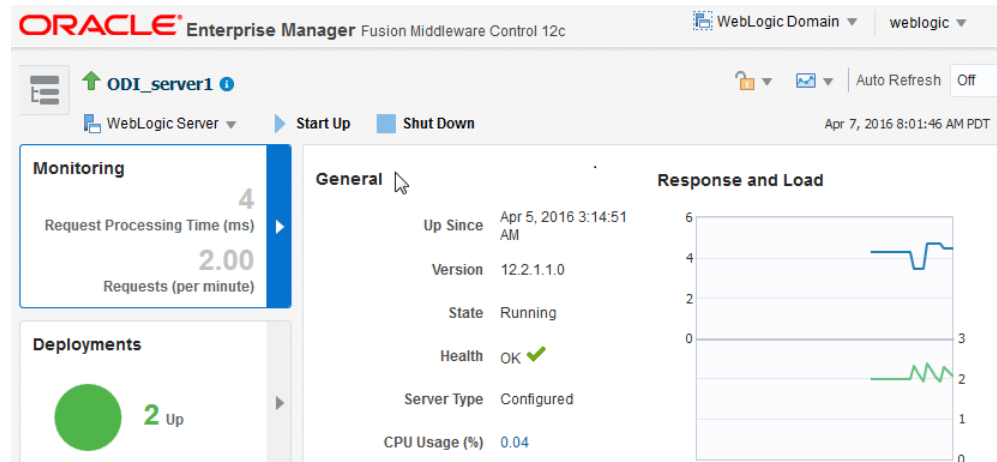 ORACLE Enterprise Manager Fusion Middleware Control 12c
WebLogic Domain
weblogic
ODI_server1
Auto Refresh Off
WebLogic Server
Start Up
Shut Down
Apr 7, 2016 8:01:46 AM PDT
Monitoring
4
Request Processing Time (ms)
2.00
Requests (per minute)
Deployments
2 Up
General
Up Since Apr 5, 2016 3:14:51
AM
Version 12.2.1.1.0
State Running
Health OK
Server Type Configured
CPU Usage (%) 0.04
Response and Load
6
4
2
0
3
2
1
0